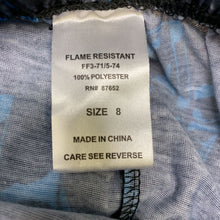 FLAME RESISTANT
FF3-71/5-74
100% POLYESTER
RN# 87652
SIZE 8
MADE IN CHINA
CARE SEE REVERSE